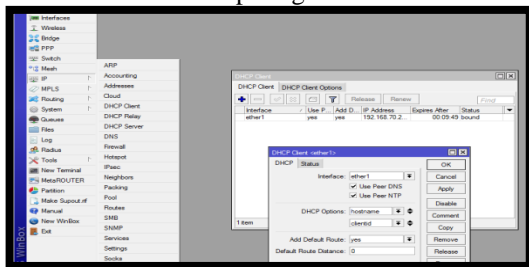 Interfaces
Wireless
Bridge
PPP
Switch
Mesh
IP
MPLS
Routing
System
Queues
Files
Log
Radius
Tools
New Terminal
MetaROUTER
Partition
Make Supout.rif
Manual
New WinBox
Exit
WinBox
ARP
Accounting
Addresses
Cloud
DHCP Client
DHCP Relay
DHCP Server
DNS
Firewall
Hotspot
IPsec
Neighbors
Packing
Pool
Routes
SMB
SNMP
Services
Settings
Socks
DHCP Client
DHCP Client DHCP Client Options
Release Renew Find
Interface Use P... Add D... IP Address Expires After Status
ether1 yes yes 192.168.70.2... 00:09:49 bound
1 item
DHCP Client <ether1>
DHCP Status
Interface: ether1
Use Peer DNS
Use Peer NTP
DHCP Options: hostname
clientid
Add Default Route: yes
Default Route Distance: 0
OK
Cancel
Apply
Disable
Comment
Copy
Remove
Release